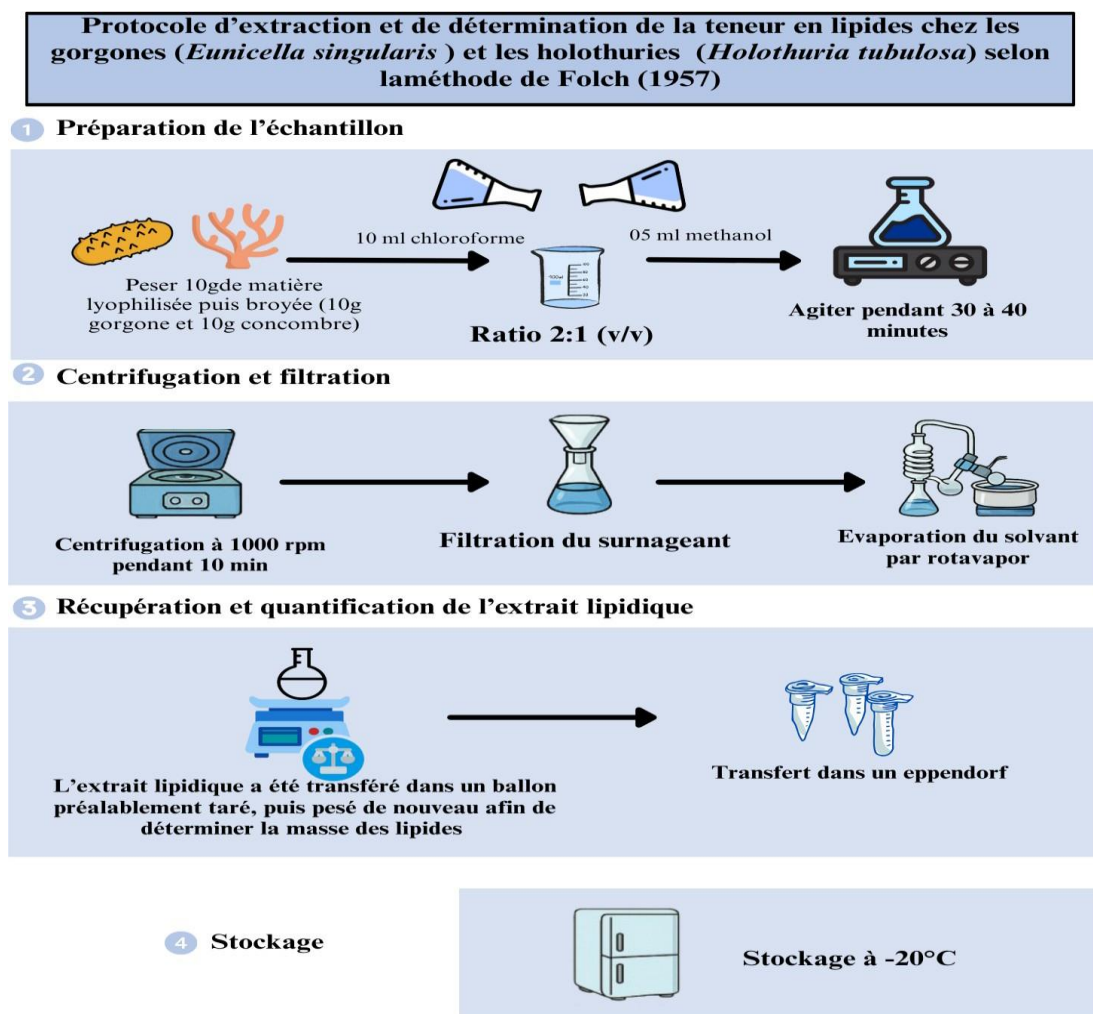 Protocole d'extraction et de détermination de la teneur en lipides chez les
gorgones (Eunicella singularis ) et les holothuries (Holothuria tubulosa) selon
laméthode de Folch (1957)
1 Préparation de l'échantillon
10 ml chloroforme
05 ml methanol
Peser 10gde matière
lyophilisée puis broyée (10g
gorgone et 10g concombre)
Ratio 2:1 (v/v)
Agiter pendant 30 à 40
minutes
2 Centrifugation et filtration
Centrifugation à 1000 rpm
pendant 10 min
Filtration du surnageant
Evaporation du solvant
par rotavapor
3 Récupération et quantification de l'extrait lipidique
L'extrait lipidique a été transféré dans un ballon
préalablement taré, puis pesé de nouveau afin de
déterminer la masse des lipides
Transfert dans un eppendorf
4 Stockage
Stockage à -20°C